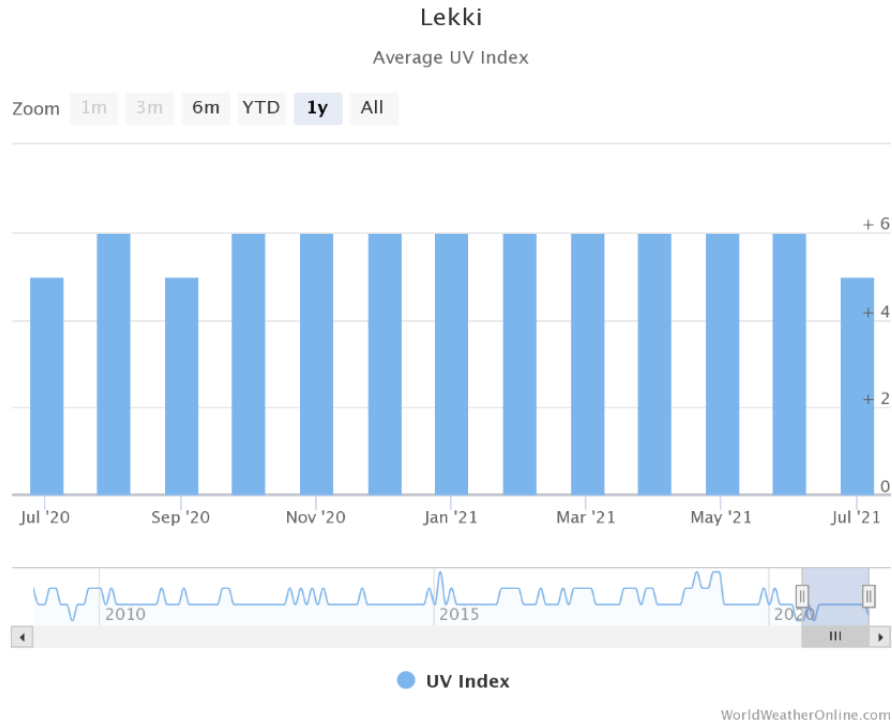 Lekki
Average UV Index
Zoom 1m 3m 6m YTD 1y All
+ 6
+ 4
+ 2
0
Jul '20 Sep '20 Nov '20 Jan '21 Mar '21 May '21 Jul '21
2010 2015 2020
UV Index
WorldWeatherOnline.com